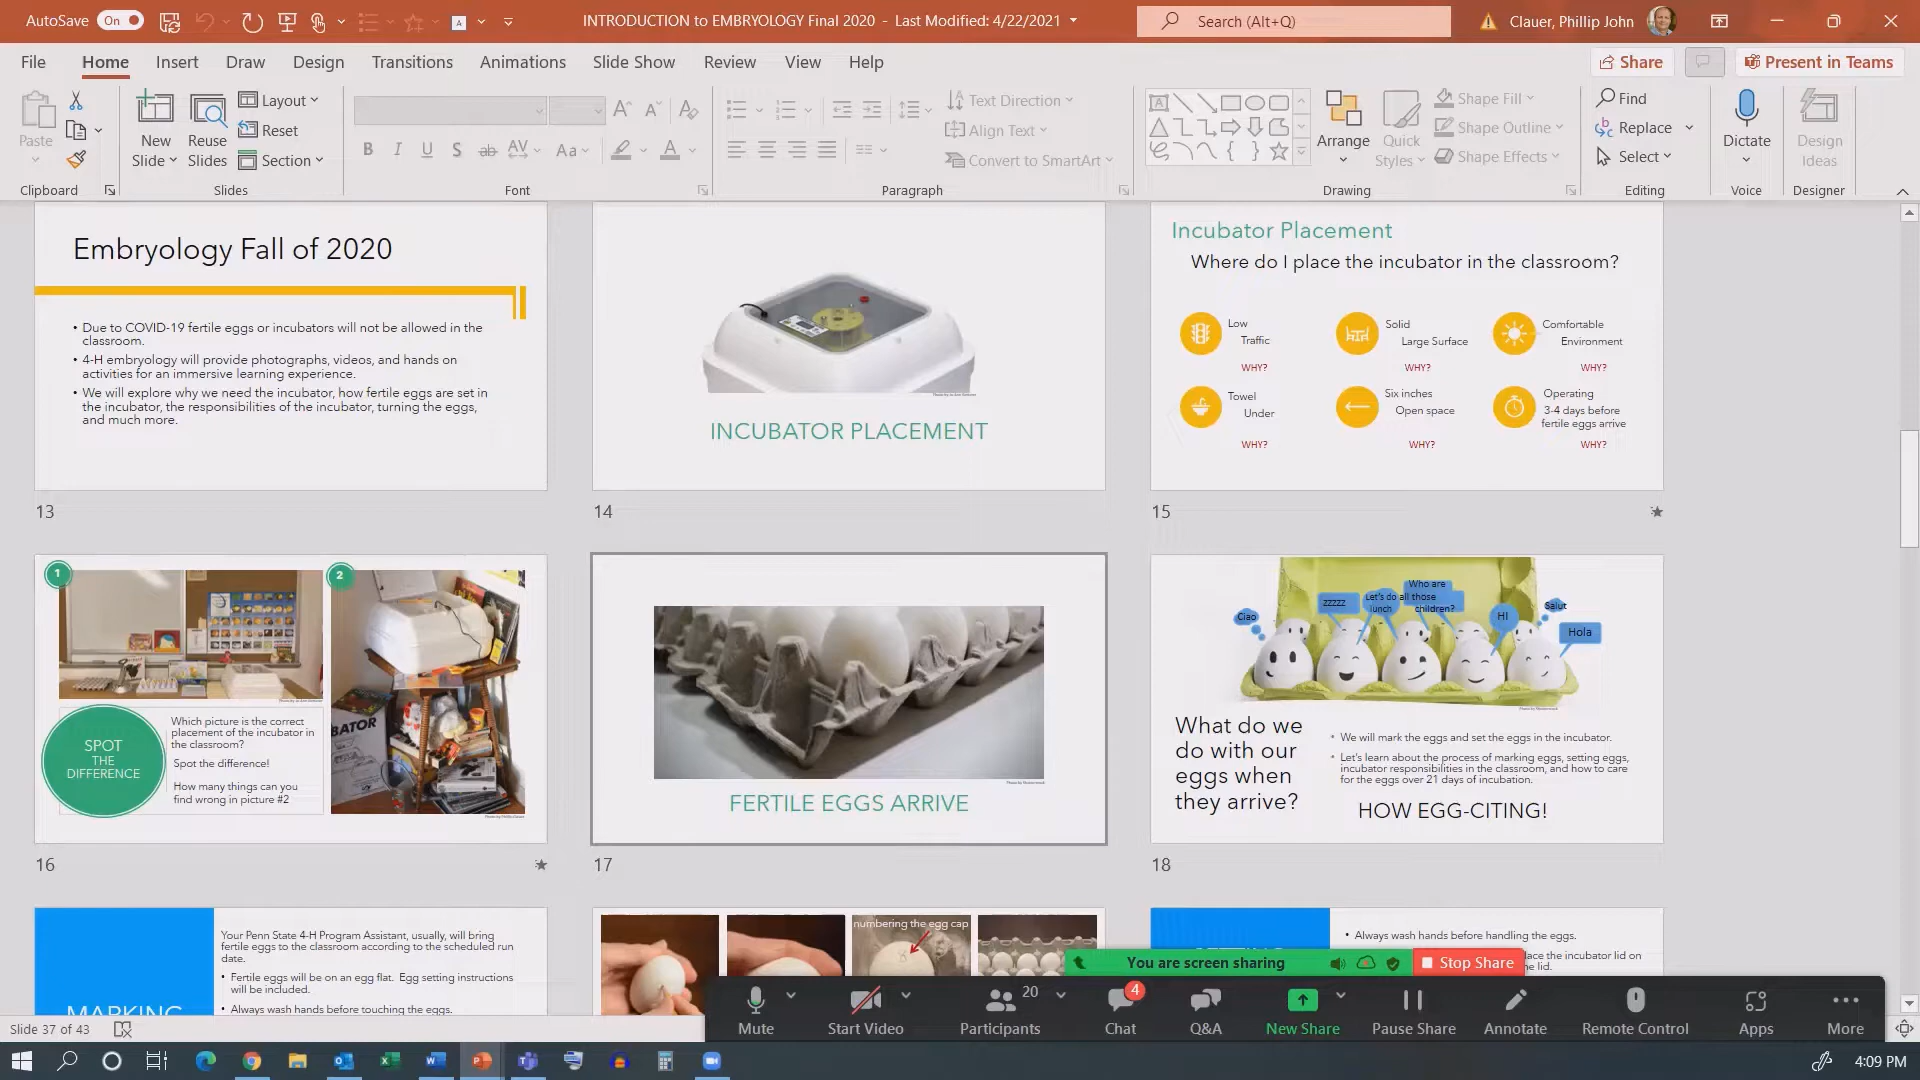 AutoSave On INTRODUCTION to EMBRYOLOGY Final 2020 - Last Modified: 4/22/2021 Search (Alt+Q) Clauer, Phillip John
File Home Insert Draw Design Transitions Animations Slide Show Review View Help Share Present in Teams
Paste
New Slide
Reuse Slides
Layout
Reset
Section
B I U S ab AV Aa A
Text Direction
Align Text
Convert to SmartArt
Arrange
Quick Styles
Shape Fill
Shape Outline
Shape Effects
Find
Replace
Select
Dictate
Design Ideas
Clipboard Slides Font Paragraph Drawing Editing Voice Designer
Embryology Fall of 2020
• Due to COVID-19 fertile eggs or incubators will not be allowed in the
classroom.
• 4-H embryology will provide photographs, videos, and hands on
activities for an immersive learning experience.
• We will explore why we need the incubator, how fertile eggs are set in
the incubator, the responsibilities of the incubator, turning the eggs,
and much more.
13
INCUBATOR PLACEMENT
14
Incubator Placement
Where do I place the incubator in the classroom?
Low
Traffic
WHY?
Solid
Large Surface
WHY?
Comfortable
Environment
WHY?
Towel
Under
WHY?
Six inches
Open space
WHY?
Operating
3-4 days before
fertile eggs arrive
WHY?
15
1
2
SPOT
THE
DIFFERENCE
Which picture is the correct
placement of the incubator in
the classroom?
Spot the difference!
How many things can you
find wrong in picture #2
BATOR
16
FERTILE EGGS ARRIVE
17
Ciao
zzzzz
Let's do
lunch
Who are
all those
children?
HI
Salut
Hola
What do we
do with our
eggs when
they arrive?
• We will mark the eggs and set the eggs in the incubator.
• Let's learn about the process of marking eggs, setting eggs,
incubator responsibilities in the classroom, and how to care
for the eggs over 21 days of incubation.
HOW EGG-CITING!
18
MARKING
Your Penn State 4-H Program Assistant, usually, will bring
fertile eggs to the classroom according to the scheduled run
date.
• Fertile eggs will be on an egg flat. Egg setting instructions
will be included.
• Always wash hands before touching the eggs.
numbering the egg cap
• Always wash hands before handling the eggs.
lace the incubator lid on
he lid.
You are screen sharing Stop Share
Mute
Start Video
20
Participants
4
Chat
Q&A
New Share
Pause Share
Annotate
Remote Control
Apps
More
Slide 37 of 43
4:09 PM